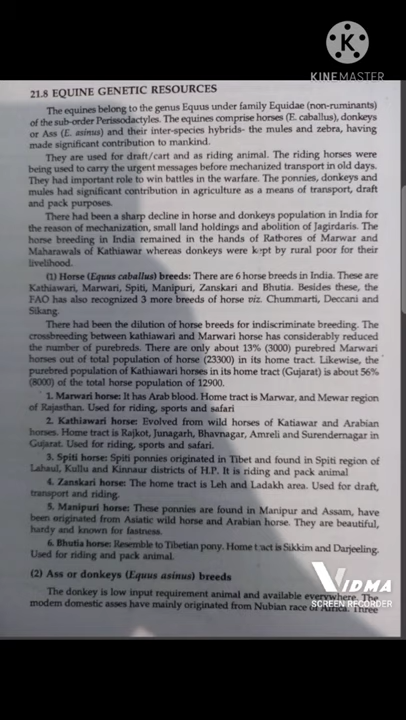 KINEMASTER
21.8 EQUINE GENETIC RESOURCES
The equines belong to the genus Equus under family Equidae (non-ruminants)
of the sub-order Perissodactyles. The equines comprise horses (E. caballus), donkeys
or Ass (E. asinus) and their inter-species hybrids- the mules and zebra, having
made significant contribution to mankind.
They are used for draft/cart and as riding animal. The riding horses were
being used to carry the urgent messages before mechanized transport in old days.
They had important role to win battles in the warfare. The ponnies, donkeys and
mules had significant contribution in agriculture as a means of transport, draft
and pack purposes.
There had been a sharp decline in horse and donkeys population in India for
the reason of mechanization, small land holdings and abolition of Jagirdaris. The
horse breeding in India remained in the hands of Rathores of Marwar and
Maharawals of Kathiawar whereas donkeys were kept by rural poor for their
livelihood.
(1) Horse (Equus caballus) breeds: There are 6 horse breeds in India. These are
Kathiawari, Marwari, Spiti, Manipuri, Zanskari and Bhutia. Besides these, the
FAO has also recognized 3 more breeds of horse viz. Chummarti, Deccani and
Sikang.
There had been the dilution of horse breeds for indiscriminate breeding. The
crossbreeding between kathiawari and Marwari horse has considerably reduced
the number of purebreds. There are only about 13% (3000) purebred Marwari
horses out of total population of horse (23300) in its home tract. Likewise, the
purebred population of Kathiawari horses in its home tract (Gujarat) is about 56%
(8000) of the total horse population of 12900.
1. Marwari horse: It has Arab blood. Home tract is Marwar, and Mewar region
of Rajasthan. Used for riding, sports and safari
2. Kathiawari horse: Evolved from wild horses of Katiawar and Arabian
horses. Home tract is Rajkot, Junagarh, Bhavnagar, Amreli and Surendernagar in
Gujarat. Used for riding, sports and safari.
3. Spiti horse: Spiti ponnies originated in Tibet and found in Spiti region of
Lahaul, Kullu and Kinnaur districts of H.P. It is riding and pack animal
4. Zanskari horse: The home tract is Leh and Ladakh area. Used for draft,
transport and riding.
5. Manipuri horse: These ponnies are found in Manipur and Assam, have
been originated from Asiatic wild horse and Arabian horse. They are beautiful,
hardy and known for fastness.
6. Bhutia horse: Resemble to Tibetian pony. Home tract is Sikkim and Darjeeling.
Used for riding and pack animal.
(2) Ass or donkeys (Equus asinus) breeds
The donkey is low input requirement animal and available everywhere. The
modern domestic asses have mainly originated from Nubian race of Africa. Three
VIDMA
SCREEN RECORDER